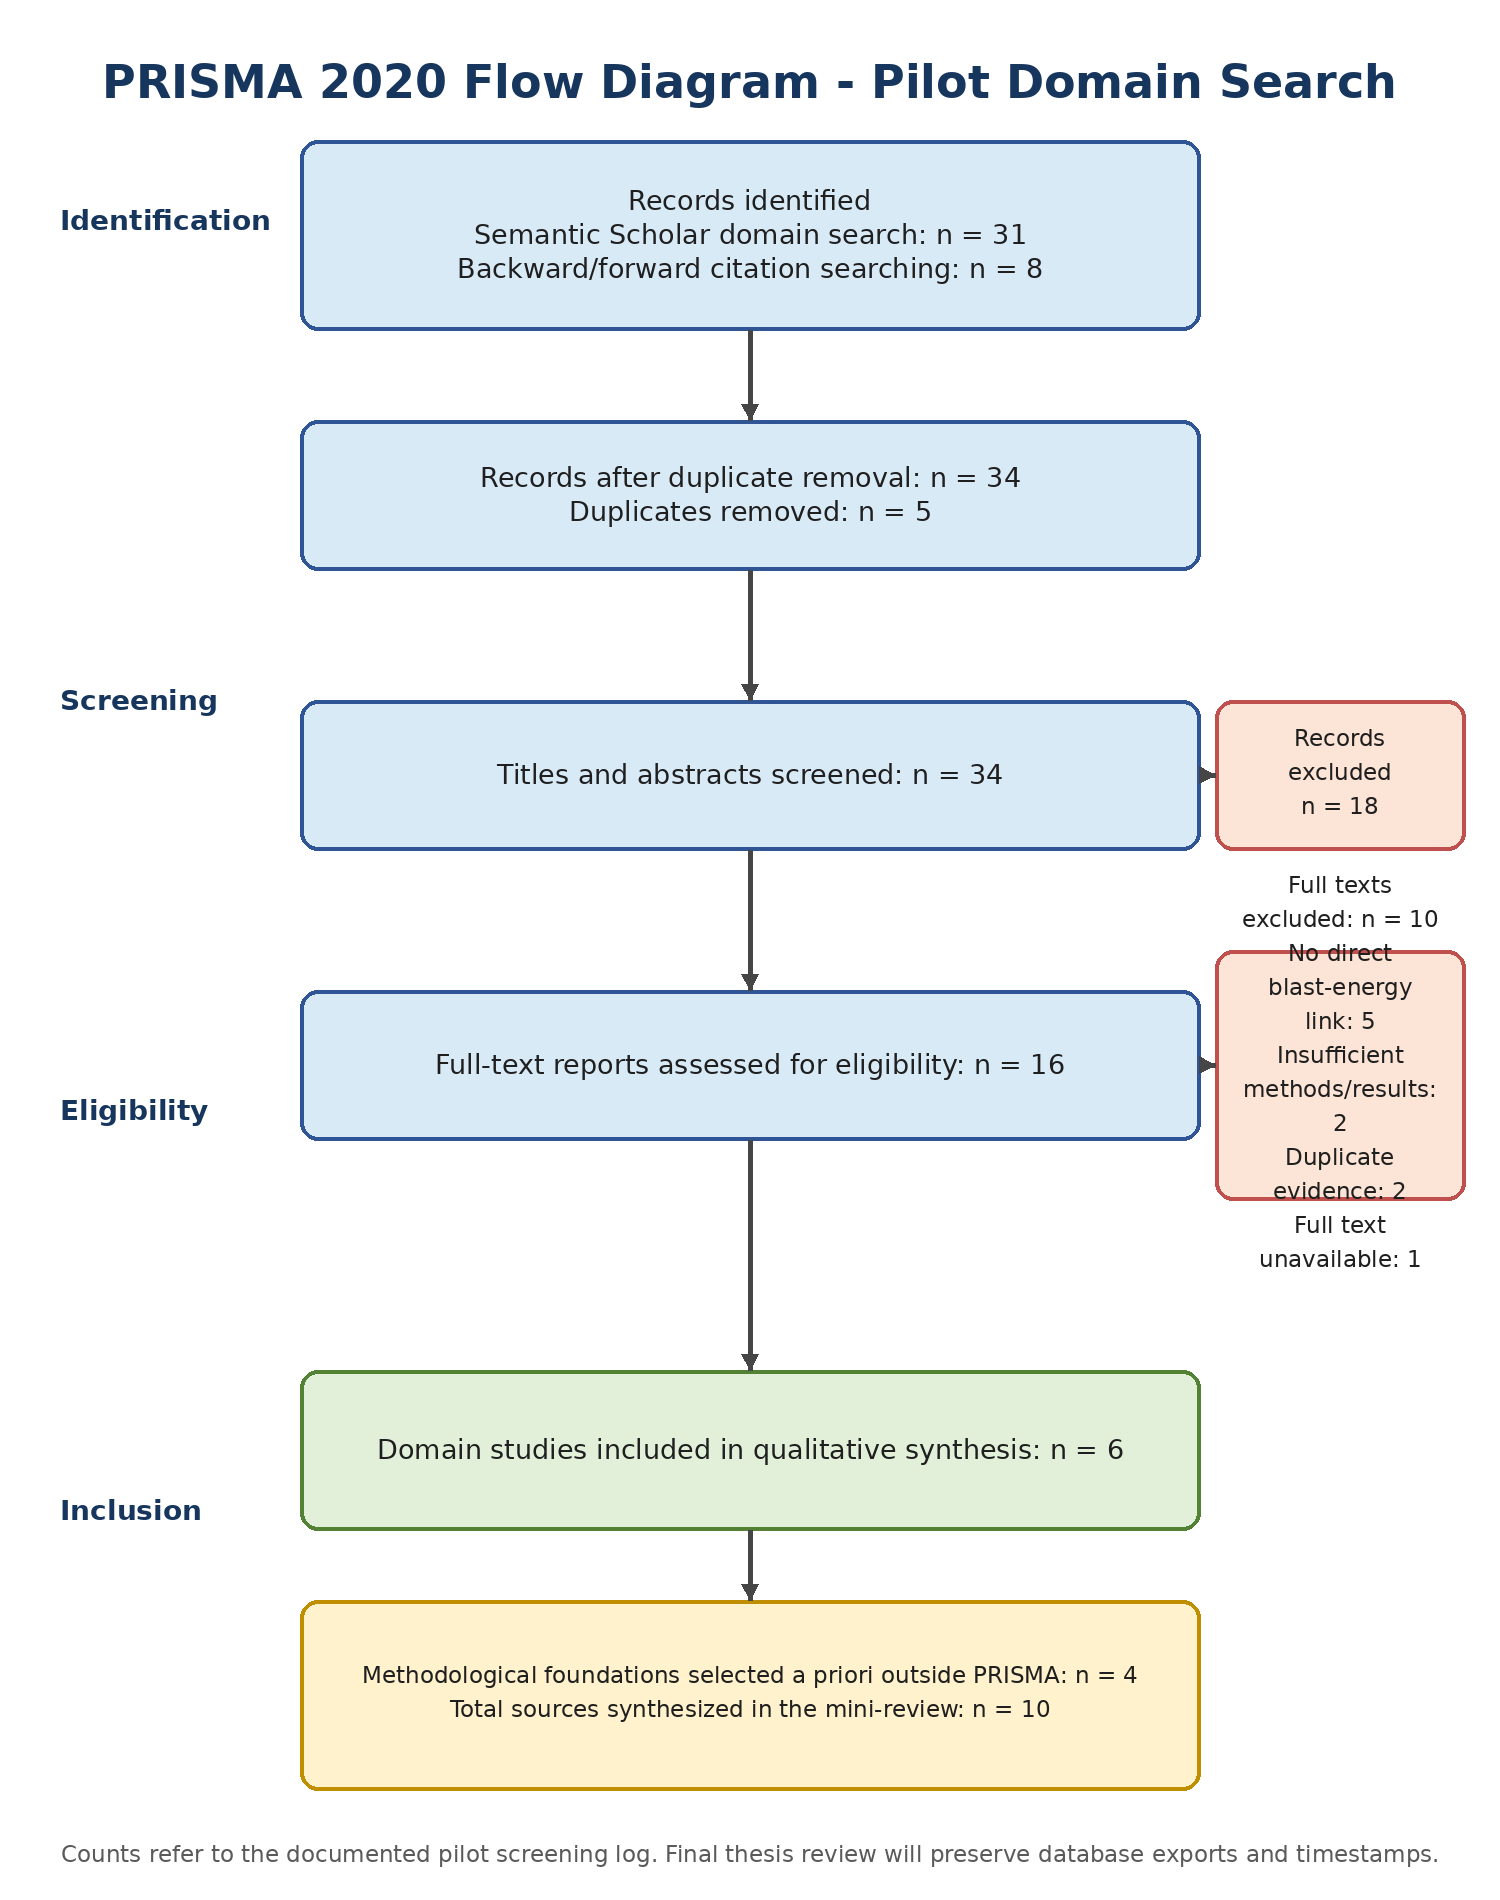 PRISMA 2020 Flow Diagram - Pilot Domain Search
Identification
Records identified
Semantic Scholar domain search: n = 31
Backward/forward citation searching: n = 8
Records after duplicate removal: n = 34
Duplicates removed: n = 5
Screening
Titles and abstracts screened: n = 34
Records
excluded
n = 18
Eligibility
Full-text reports assessed for eligibility: n = 16
Full texts
excluded: n = 10
No direct
blast-energy
link: 5
Insufficient
methods/results:
2
Duplicate
evidence: 2
Full text
unavailable: 1
Inclusion
Domain studies included in qualitative synthesis: n = 6
Methodological foundations selected a priori outside PRISMA: n = 4
Total sources synthesized in the mini-review: n = 10
Counts refer to the documented pilot screening log. Final thesis review will preserve database exports and timestamps.